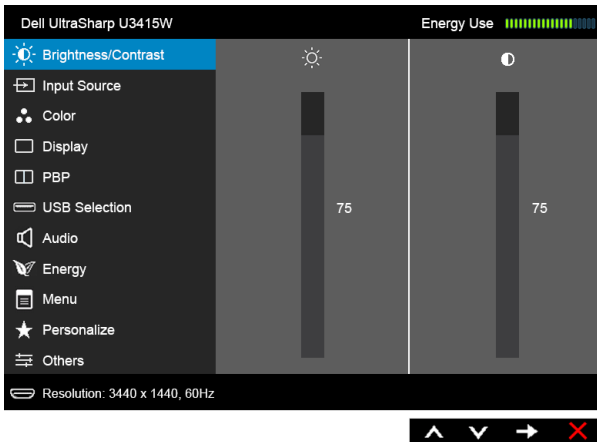 Dell UltraSharp U3415W
Energy Use
Brightness/Contrast
Input Source
Color
Display
PBP
USB Selection
Audio
Energy
Menu
Personalize
Others
75
75
Resolution: 3440 x 1440, 60Hz